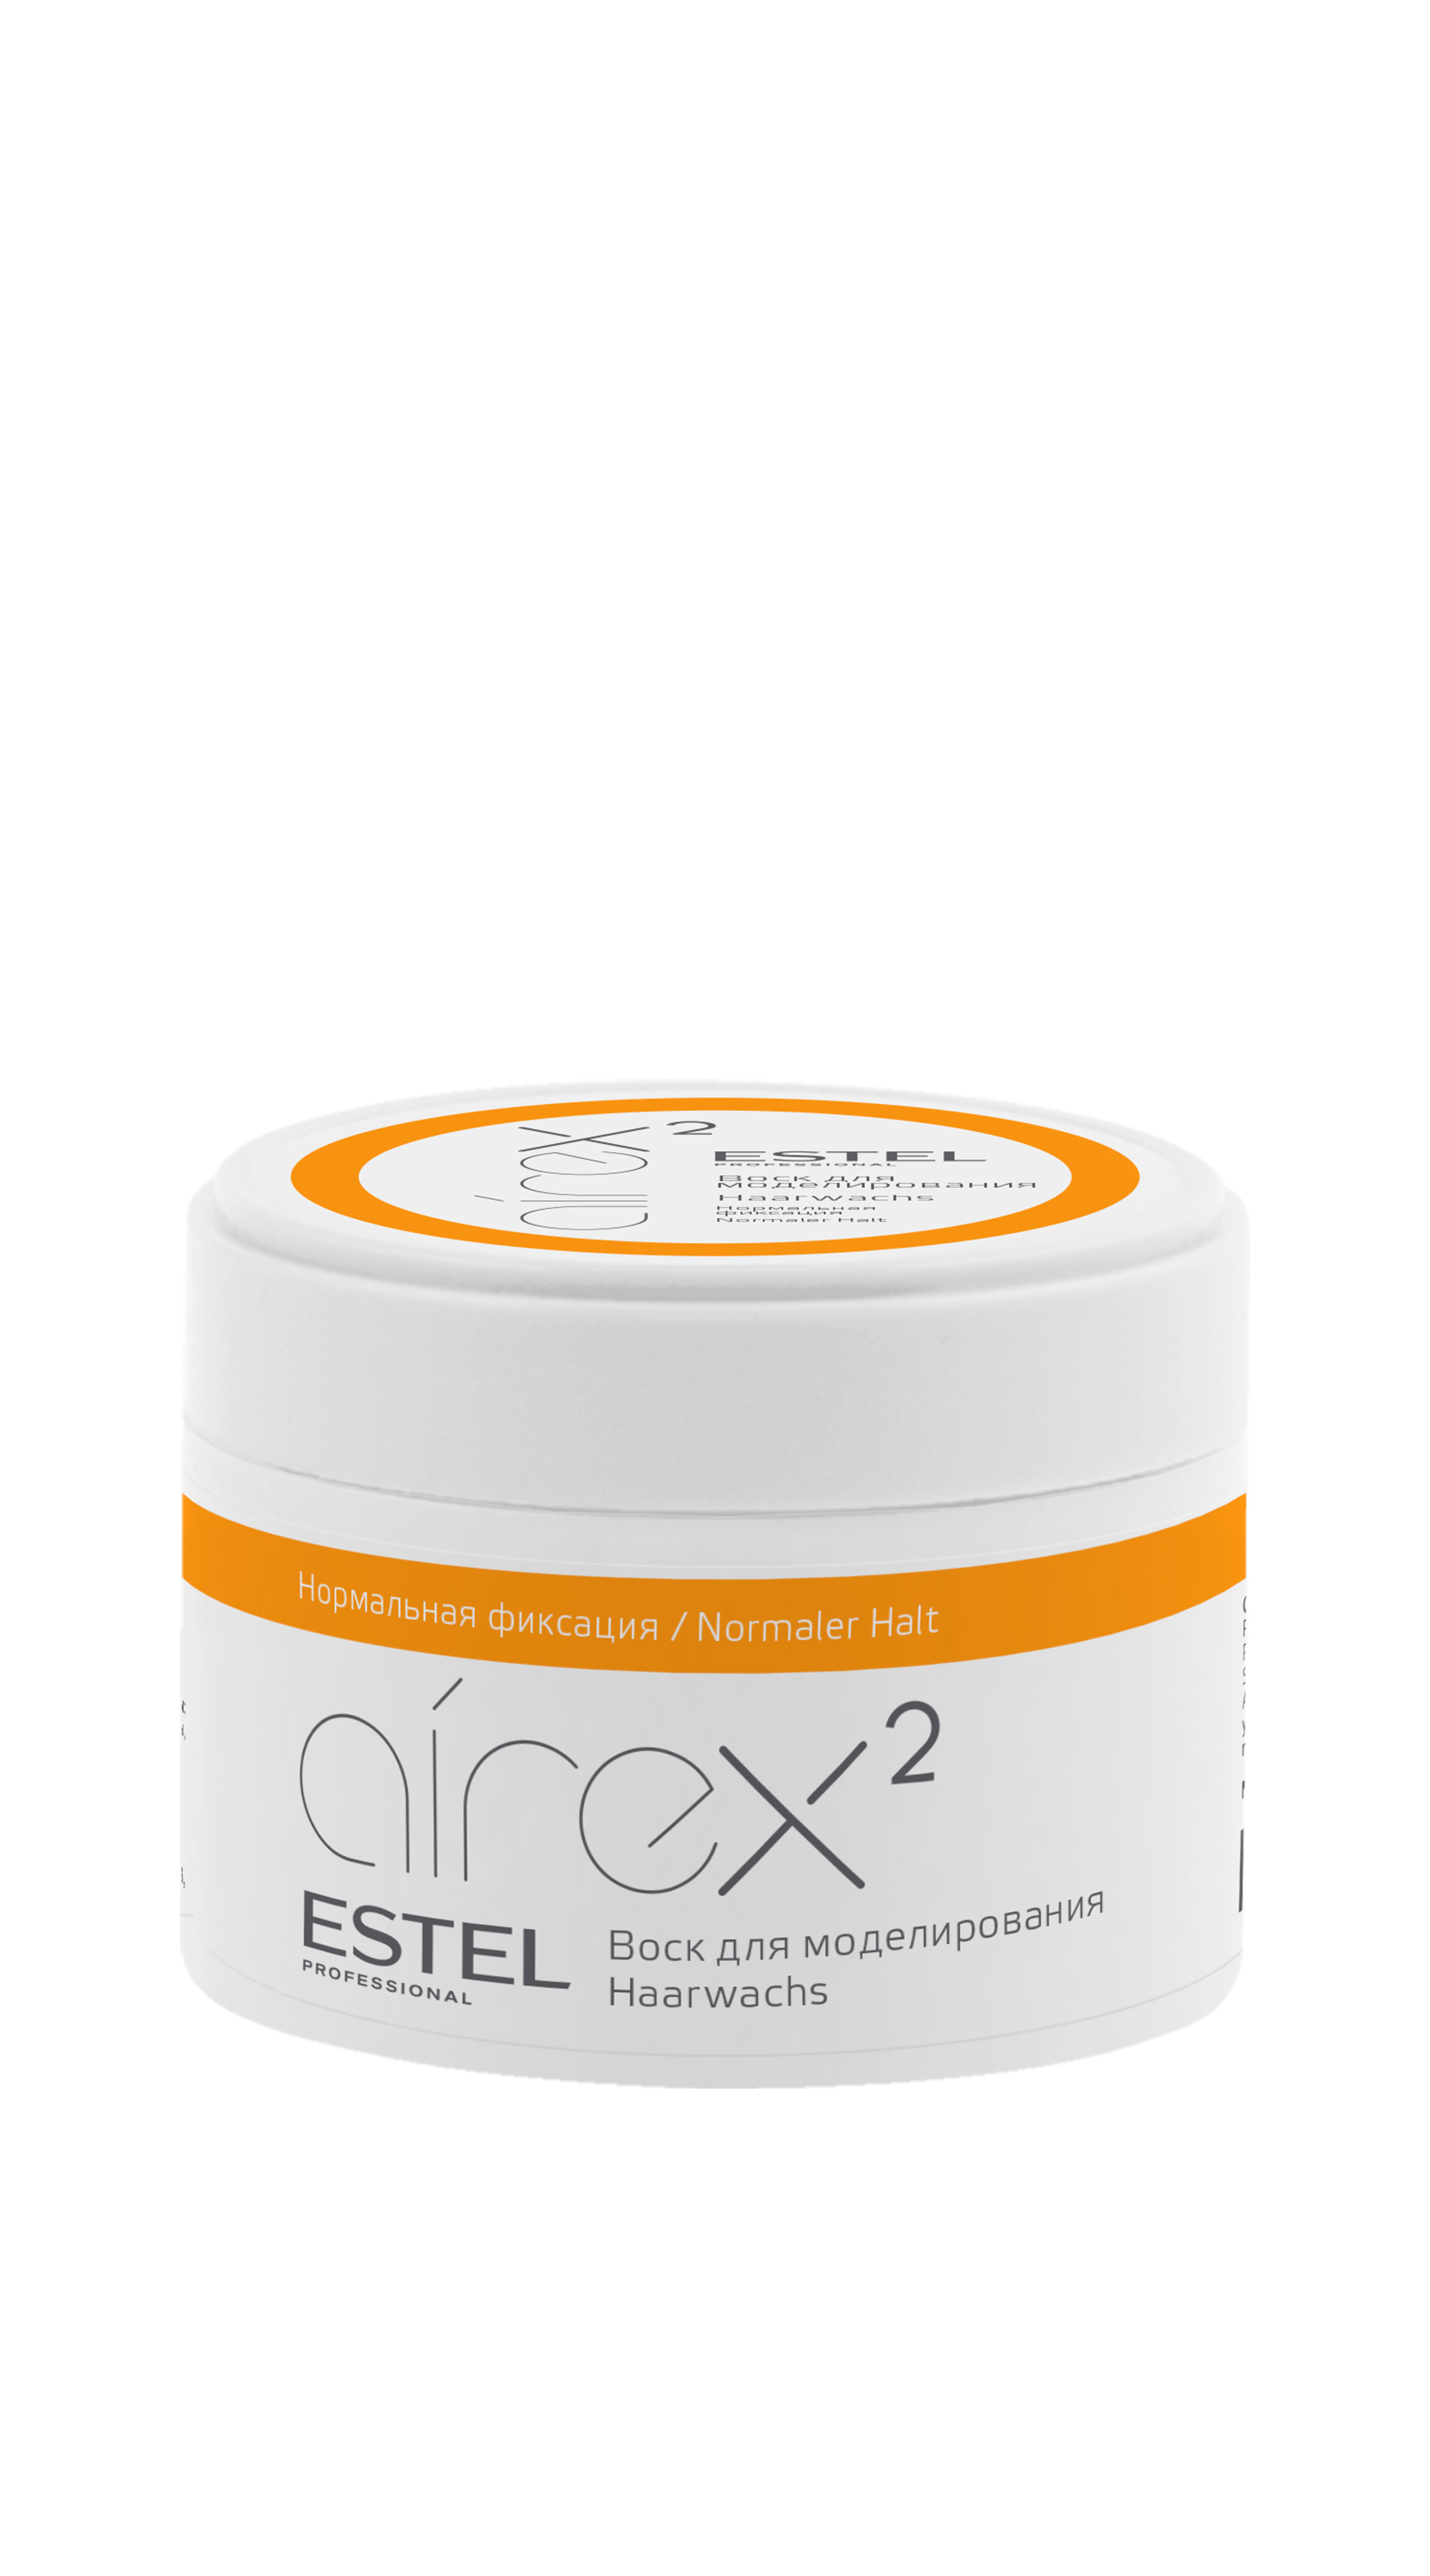 airex 2
ESTEL
PROFESSIONAL
Воск для
моделирования
Haarwachs
Нормальная
фиксация
Normaler Halt
Нормальная фиксация / Normaler Halt
airex 2
ESTEL
PROFESSIONAL
Воск для моделирования
Haarwachs